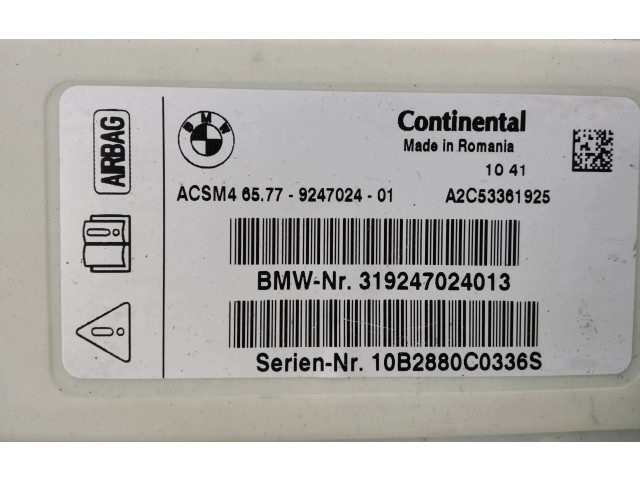 AIRBAG
BMW
Continental
Made in Romania
10 41
ACSM4 65.77 - 9247024 - 01 A2C53361925
BMW-Nr. 319247024013
Serien-Nr. 10B2880C0336S